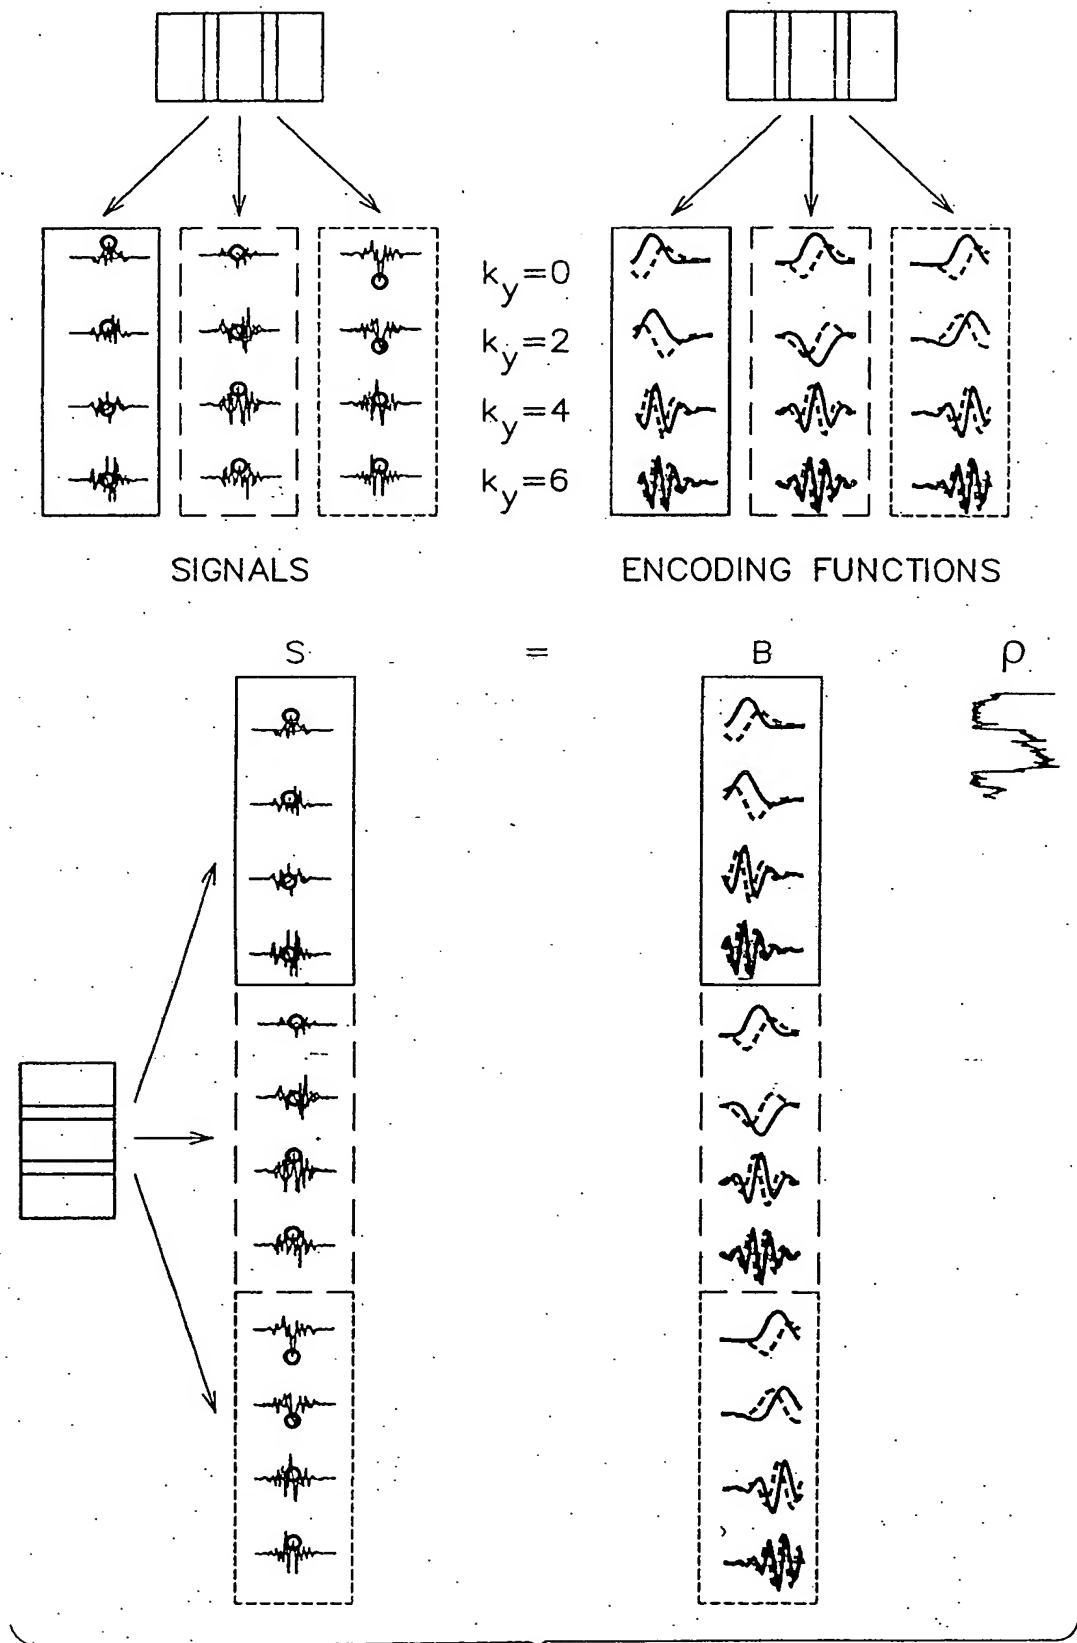 k_y=0
k_y=2
k_y=4
k_y=6
SIGNALS ENCODING FUNCTIONS
S = B ρ